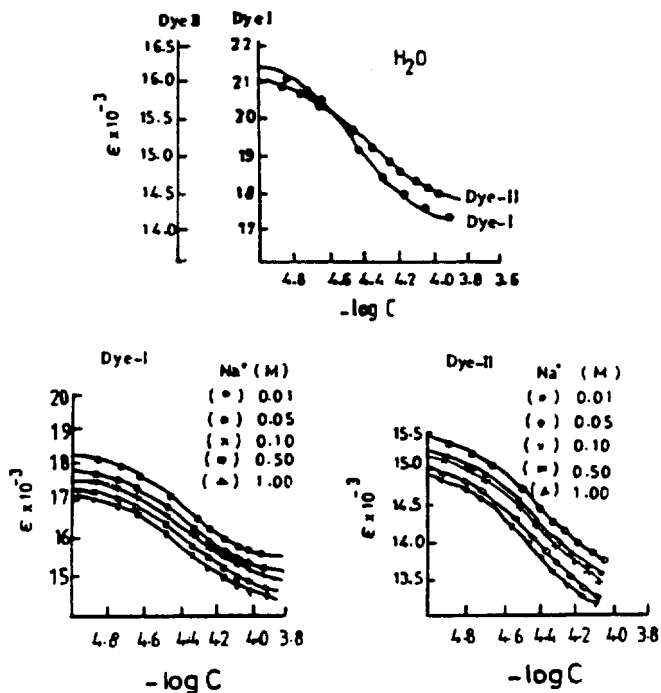 Dye II Dye I
H₂O
16.5
16.0
15.5
15.0
14.5
14.0
ε × 10⁻³
22
21
20
19
18
17
Dye-II
Dye-I
4.8 4.6 4.4 4.2 4.0 3.8 3.6
-log C
Dye-I
Na⁺ (M)
(•) 0.01
(•) 0.05
(×) 0.10
(■) 0.50
(▵) 1.00
ε × 10⁻³
20
19
18
17
16
15
4.8 4.6 4.4 4.2 4.0 3.8
-log C
Dye-II
Na⁺ (M)
(•) 0.01
(•) 0.05
(×) 0.10
(■) 0.50
(▵) 1.00
ε × 10⁻³
15.5
15.0
14.5
14.0
13.5
4.8 4.6 4.4 4.2 4.0 3.8
-log C